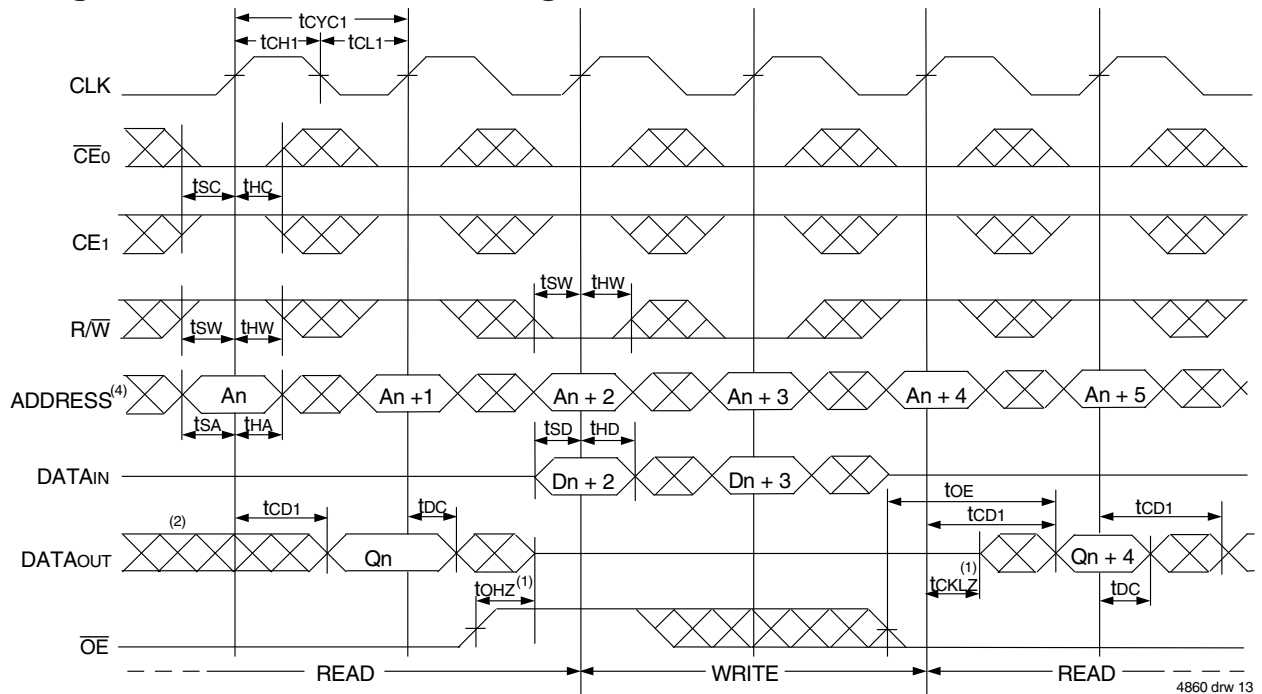 tCYC1
tCH1 tCL1
CLK
CE0
tSC tHC
CE1
tSW tHW
R/W
tSW tHW
ADDRESS(4) An An +1 An + 2 An + 3 An + 4 An + 5
tSA tHA tSD tHD
DATAIN Dn + 2 Dn + 3
tOE
(2) tCD1 tDC tCD1 tCD1
DATAOUT Qn Qn + 4
tOHZ(1) tCKLZ(1) tDC
OE
READ WRITE READ
4860 drw 13